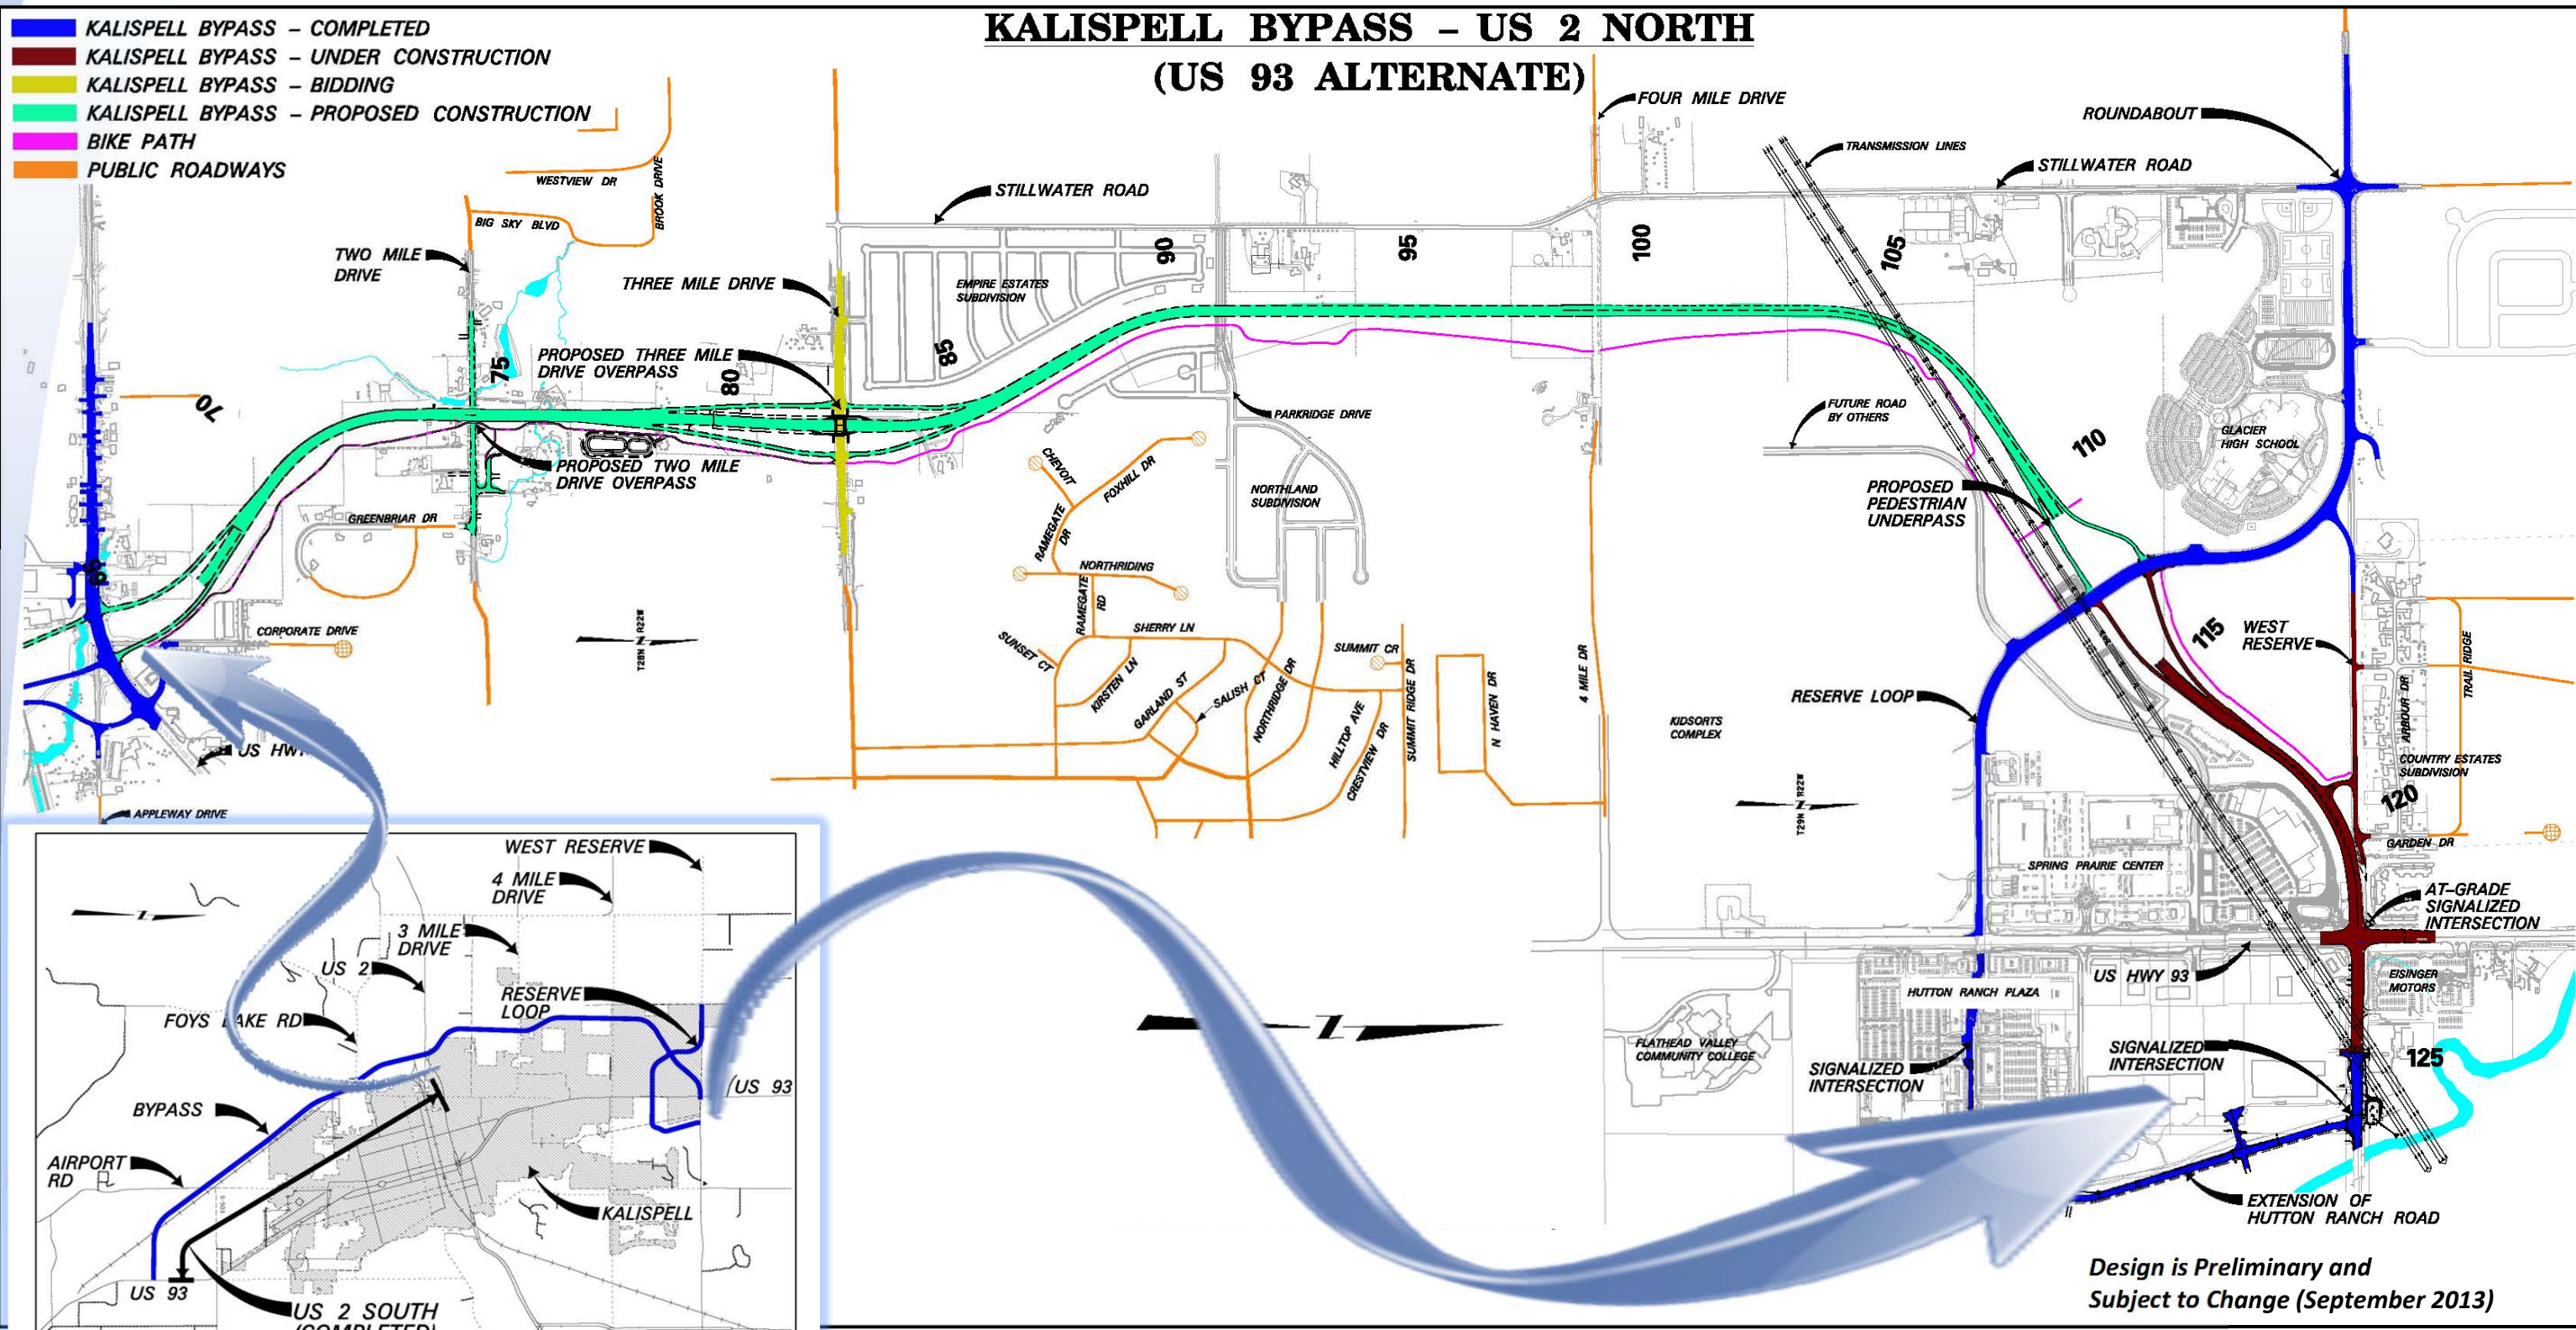 KALISPELL BYPASS – US 2 NORTH
(US 93 ALTERNATE)
KALISPELL BYPASS – COMPLETED
KALISPELL BYPASS – UNDER CONSTRUCTION
KALISPELL BYPASS – BIDDING
KALISPELL BYPASS – PROPOSED CONSTRUCTION
BIKE PATH
PUBLIC ROADWAYS
WESTVIEW DR
BROOK DRIVE
BIG SKY BLVD
TWO MILE
DRIVE
THREE MILE DRIVE
STILLWATER ROAD
FOUR MILE DRIVE
TRANSMISSION LINES
STILLWATER ROAD
ROUNDABOUT
EMPIRE ESTATES
SUBDIVISION
65
70
75
80
85
90
95
100
105
110
115
120
125
PROPOSED THREE MILE
DRIVE OVERPASS
PROPOSED TWO MILE
DRIVE OVERPASS
GREENBRIAR DR
CORPORATE DRIVE
US HWY
APPLEWAY DRIVE
T28N R22W
PARKRIDGE DRIVE
CHEVOIT
FOXHILL DR
RAMEGATE
DR
NORTHRIDING
RAMEGATE
RD
SHERRY LN
SUNSET CT
KIRSTEN LN
GARLAND ST
SALISH CT
NORTHRIDGE DR
NORTHLAND
SUBDIVISION
SUMMIT CR
SUMMIT RIDGE DR
HILLTOP AVE
CRESTVIEW DR
N HAVEN DR
4 MILE DR
FUTURE ROAD
BY OTHERS
PROPOSED
PEDESTRIAN
UNDERPASS
GLACIER
HIGH SCHOOL
WEST
RESERVE
RESERVE LOOP
KIDSORTS
COMPLEX
T29N R22W
TRAIL RIDGE
ARBOUR DR
COUNTRY ESTATES
SUBDIVISION
GARDEN DR
SPRING PRAIRIE CENTER
AT–GRADE
SIGNALIZED
INTERSECTION
US HWY 93
EISINGER
MOTORS
HUTTON RANCH PLAZA
FLATHEAD VALLEY
COMMUNITY COLLEGE
SIGNALIZED
INTERSECTION
SIGNALIZED
INTERSECTION
EXTENSION OF
HUTTON RANCH ROAD
WEST RESERVE
4 MILE
DRIVE
3 MILE
DRIVE
US 2
RESERVE
LOOP
FOYS LAKE RD
US 93
BYPASS
AIRPORT
RD
KALISPELL
US 93
US 2 SOUTH
(COMPLETED)
Design is Preliminary and
Subject to Change (September 2013)